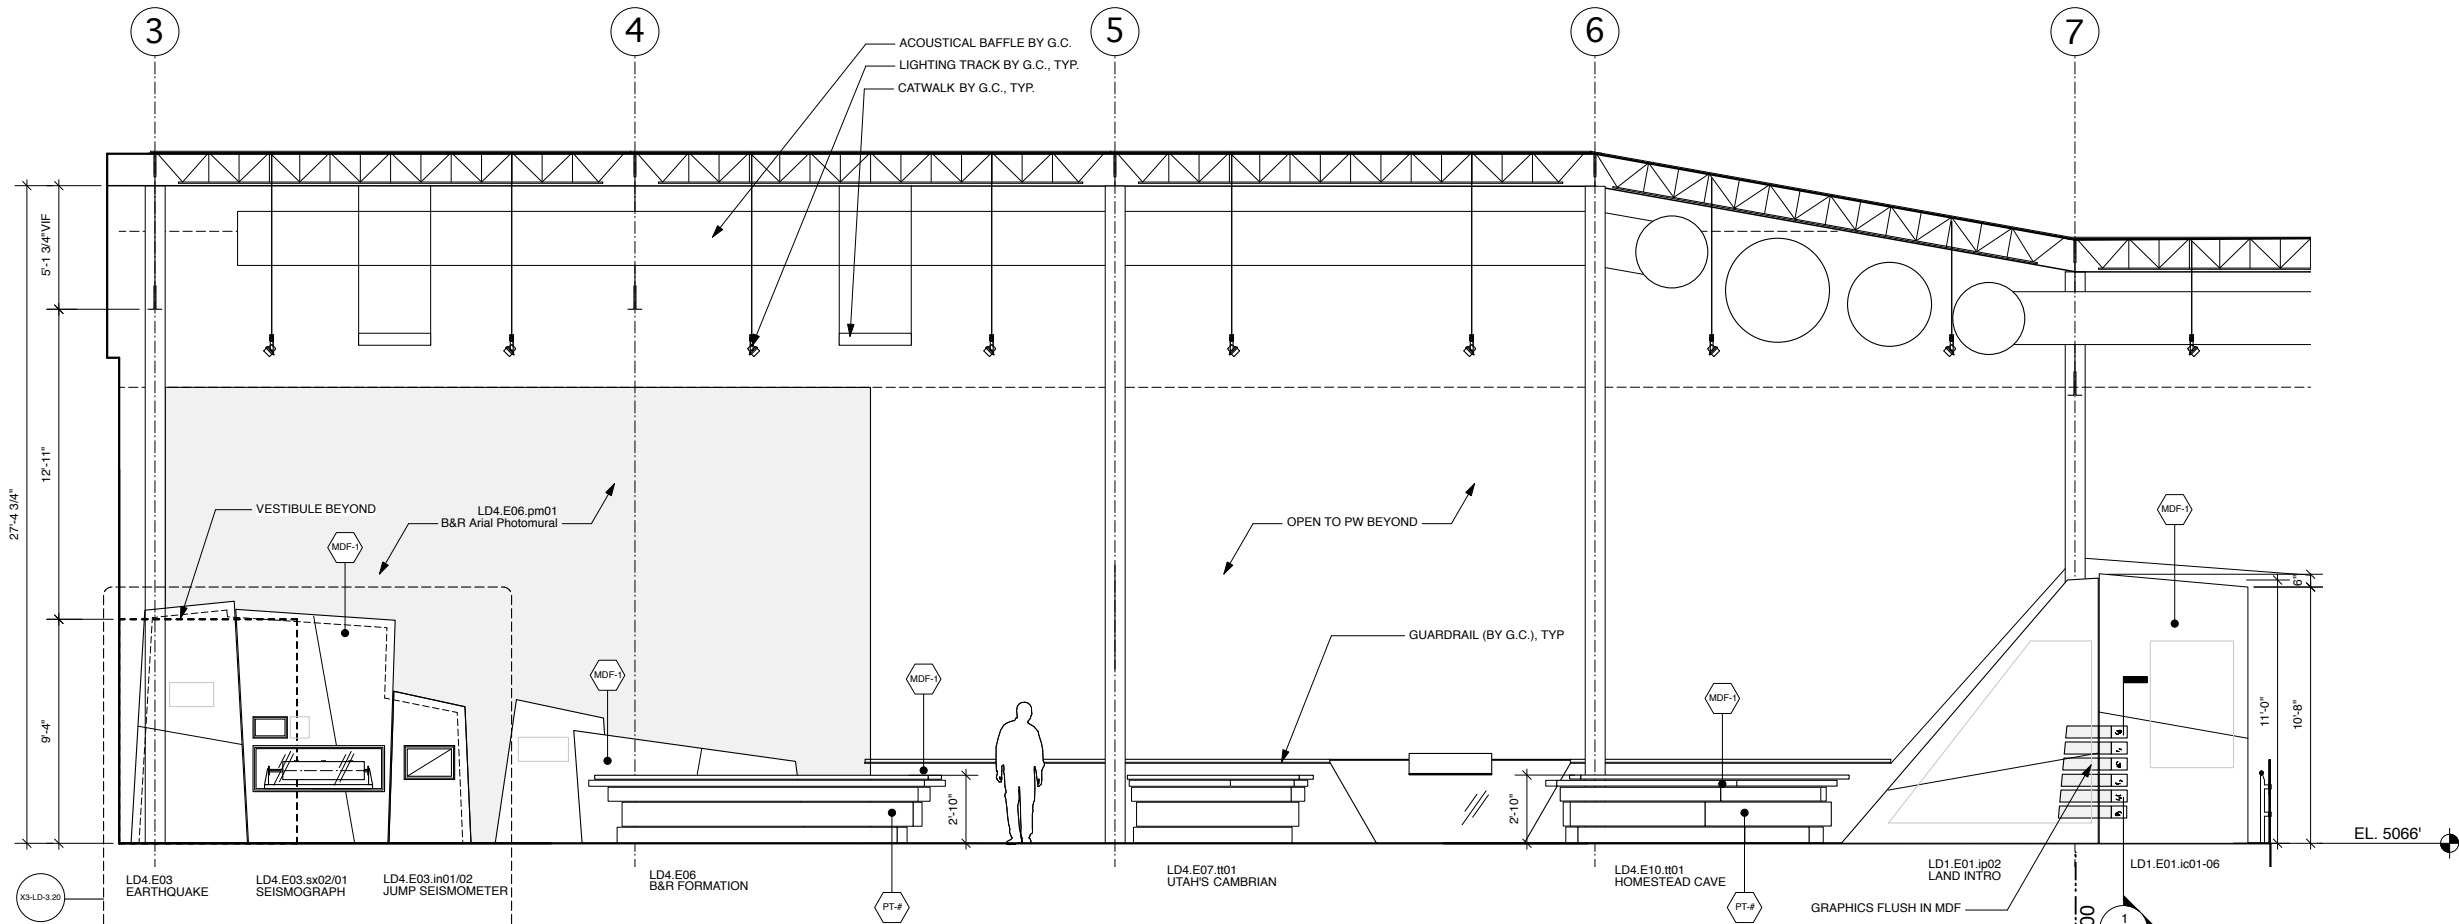 3
4
5
6
7
ACOUSTICAL BAFFLE BY G.C.
LIGHTING TRACK BY G.C., TYP.
CATWALK BY G.C., TYP.
5'-1 3/4"VIF
12'-11"
27'-4 3/4"
9'-4"
VESTIBULE BEYOND
LD4.E06.pm01
B&R Arial Photomural
OPEN TO PW BEYOND
MDF-1
MDF-1
MDF-1
MDF-1
MDF-1
GUARDRAIL (BY G.C.), TYP
2'-10"
2'-10"
6"
11'-0"
10'-8"
EL. 5066'
LD4.E03
EARTHQUAKE
LD4.E03.sx02/01
SEISMOGRAPH
LD4.E03.in01/02
JUMP SEISMOMETER
LD4.E06
B&R FORMATION
LD4.E07.tt01
UTAH'S CAMBRIAN
LD4.E10.tt01
HOMESTEAD CAVE
LD1.E01.ip02
LAND INTRO
LD1.E01.ic01-06
X3-LD-3.20
PT-#
PT-#
GRAPHICS FLUSH IN MDF
00
1